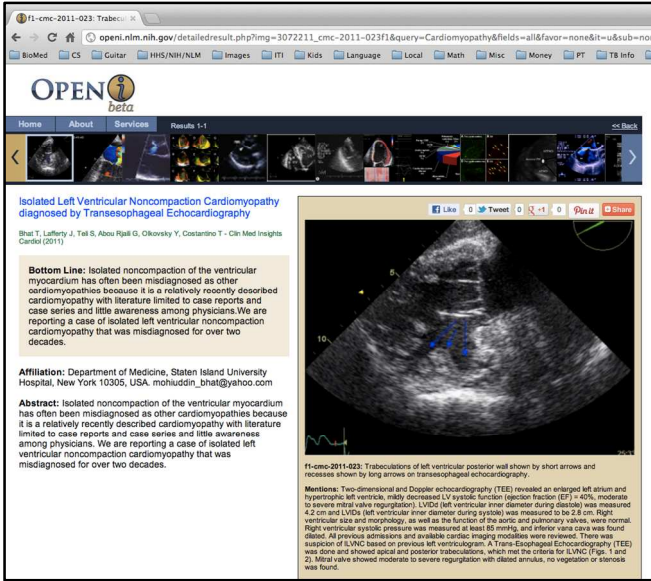 f1-cmc-2011-023: Trabecu
openi.nlm.nih.gov/detailedresult.php?img=3072211_cmc-2011-023f1&query=Cardiomyopathy&fields=all&favor=none&it=u&sub=no
BioMed CS Guitar HHS/NIH/NLM Images ITI Kids Language Local Math Misc Money PT TB Info
OPENi
beta
Home About Services Results 1-1 << Back
Isolated Left Ventricular Noncompaction Cardiomyopathy
diagnosed by Transesophageal Echocardiography
Bhat T, Lafferty J, Teli S, Abou Rjaili G, Olkovsky Y, Costantino T - Clin Med Insights
Cardiol (2011)
Bottom Line: Isolated noncompaction of the ventricular
myocardium has often been misdiagnosed as other
cardiomyopathies because it is a relatively recently described
cardiomyopathy with literature limited to case reports and
case series and little awareness among physicians.We are
reporting a case of isolated left ventricular noncompaction
cardiomyopathy that was misdiagnosed for over two
decades.
Affiliation: Department of Medicine, Staten Island University
Hospital, New York 10305, USA. mohiuddin_bhat@yahoo.com
Abstract: Isolated noncompaction of the ventricular myocardium
has often been misdiagnosed as other cardiomyopathies because
it is a relatively recently described cardiomyopathy with literature
limited to case reports and case series and little awareness
among physicians. We are reporting a case of isolated left
ventricular noncompaction cardiomyopathy that was
misdiagnosed for over two decades.
Like 0 Tweet 0 +1 0 Pin it Share
5
10
f1-cmc-2011-023: Trabeculations of left ventricular posterior wall shown by short arrows and
recesses shown by long arrows on transesophageal echocardiography.
Mentions: Two-dimensional and Doppler echocardiography (TEE) revealed an enlarged left atrium and
hypertrophic left ventricle, mildly decreased LV systolic function (ejection fraction (EF) = 40%, moderate
to severe mitral valve regurgitation). LVIDd (left ventricular inner diameter during diastole) was measured
4.2 cm and LVIDs (left ventricular inner diameter during systole) was measured to be 2.8 cm. Right
ventricular size and morphology, as well as the function of the aortic and pulmonary valves, were normal.
Right ventricular systolic pressure was measured at least 85 mmHg, and inferior vana cava was found
dilated. All previous admissions and available cardiac imaging modalities were reviewed. There was
suspicion of ILVNC based on previous left ventriculogram. A Trans-Esophageal Echocardiography (TEE)
was done and showed apical and posterior trabeculations, which met the criteria for ILVNC (Figs. 1 and
2). Mitral valve showed moderate to severe regurgitation with dilated annulus, no vegetation or stenosis
was found.